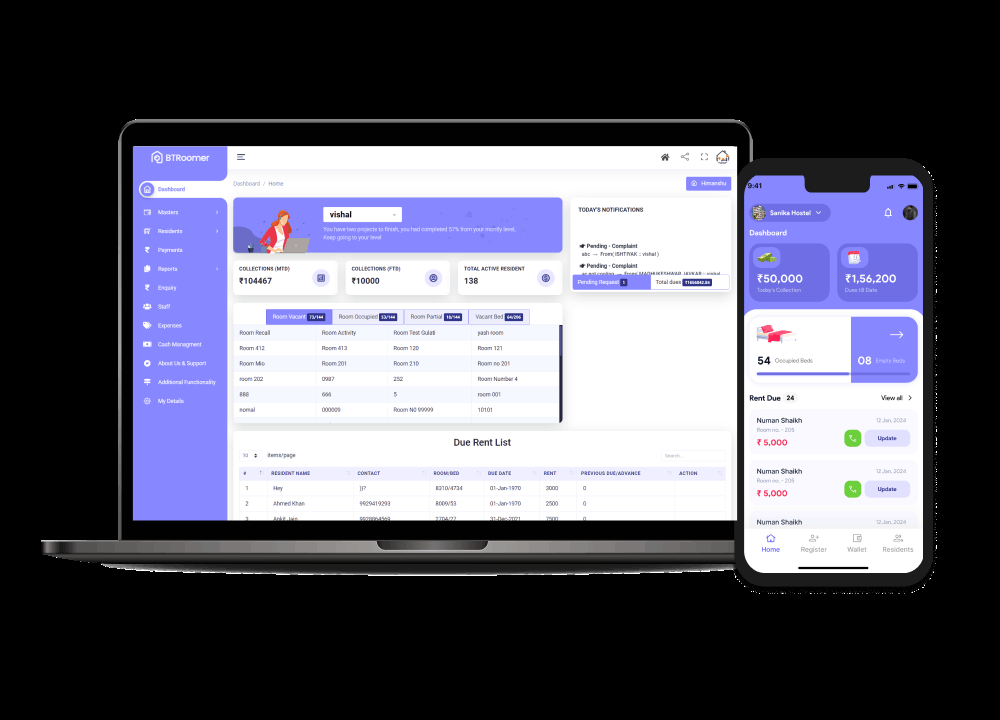 BTRoomer
Dashboard
Masters
Residents
Payments
Reports
Enquiry
Staff
Expenses
Cash Managment
About Us & Support
Additional Functionality
My Details
Dashboard / Home
Himanshu
vishal
You have two projects to finish, you had completed 57% from your montly level,
Keep going to your level
COLLECTIONS (MTD)
₹104467
COLLECTIONS (FTD)
₹10000
TOTAL ACTIVE RESIDENT
138
TODAY'S NOTIFICATIONS
Pending - Complaint
abc → From( ISHTIYAK :: vishal )
Pending - Complaint
Pending Request 1
Total dues
Room Vacant 73/144
Room Occupied 53/144
Room Partial 18/144
Vacant Bed 64/206
Room Recall Room Activity Room Test Gulati yash room
Room 412 Room 413 Room 120 Room 121
Room Mio Room 201 Room 210 Room no 201
room 202 0987 252 Room Number 4
888 666 5 room 001
nomal 000009 Room N0 99999 10101
Due Rent List
10 items/page
Search...
# RESIDENT NAME CONTACT ROOM/BED DUE DATE RENT PREVIOUS DUE/ADVANCE ACTION
1 Hey 8310/4734 01-Jan-1970 3000 0
2 Ahmed Khan 9929419293 8009/53 01-Jan-1970 2500 0
3 Ankit Jain 2704/27 31-Dec-2021 7500 0
9:41
Sanika Hostel
Dashboard
₹50,000
Today's Collection
₹1,56,200
Dues till Date
54 Occupied Beds
08 Empty Beds
Rent Due 24
View all
Numan Shaikh
12 Jan, 2024
Room no. - 205
₹ 5,000
Update
Numan Shaikh
12 Jan, 2024
Room no. - 205
₹ 5,000
Update
Numan Shaikh
12 Jan, 2024
Home
Register
Wallet
Residents